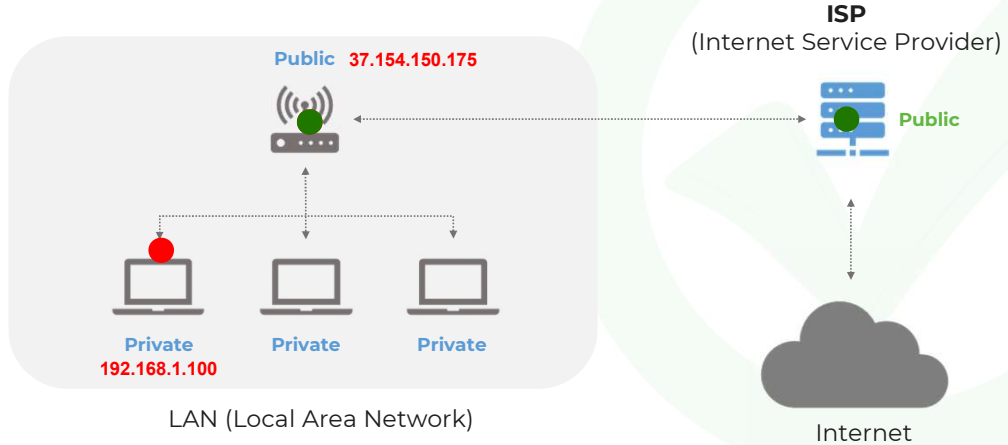 ISP
(Internet Service Provider)
Public 37.154.150.175
Public
Private Private Private
192.168.1.100
LAN (Local Area Network)
Internet